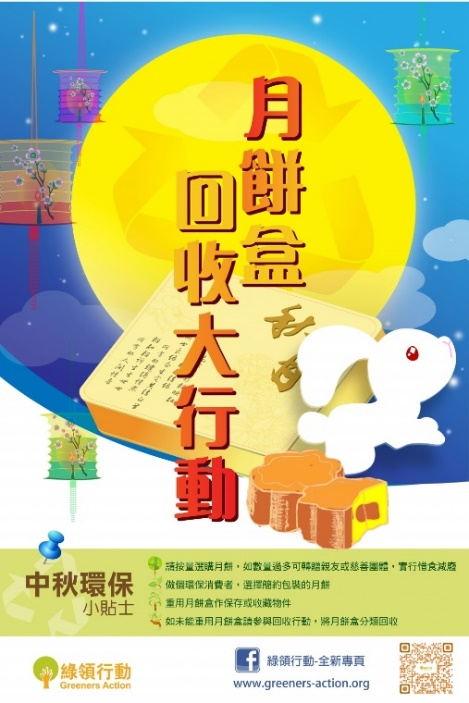 月餅盒
回收大行動
中秋環保
小貼士
請按量選購月餅，如數量過多可轉贈親友或慈善團體，實行惜食減廢
做個環保消費者，選擇簡約包裝的月餅
重用月餅盒作保存或收藏物件
如未能重用月餅盒請參與回收行動，將月餅盒分類回收
綠領行動
Greeners Action
綠領行動-全新專頁
www.greeners-action.org